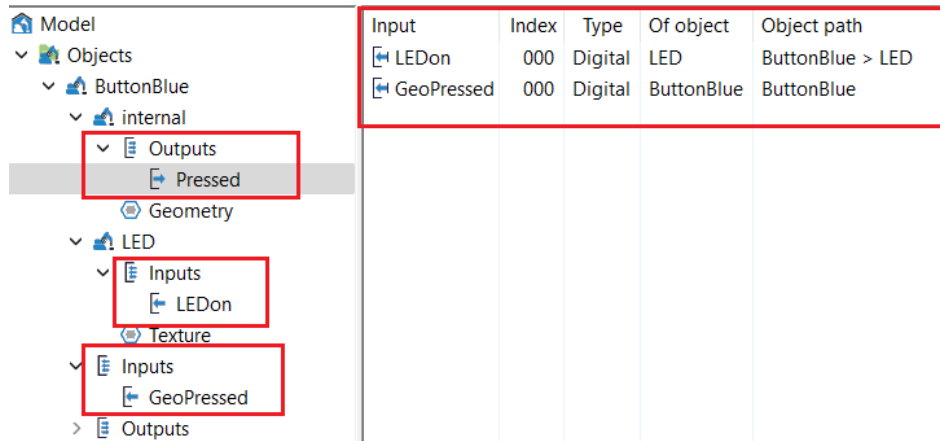 Model
Objects
ButtonBlue
internal
Outputs
Pressed
Geometry
LED
Inputs
LEDon
Texture
Inputs
GeoPressed
Outputs
Input Index Type Of object Object path
LEDon 000 Digital LED ButtonBlue > LED
GeoPressed 000 Digital ButtonBlue ButtonBlue